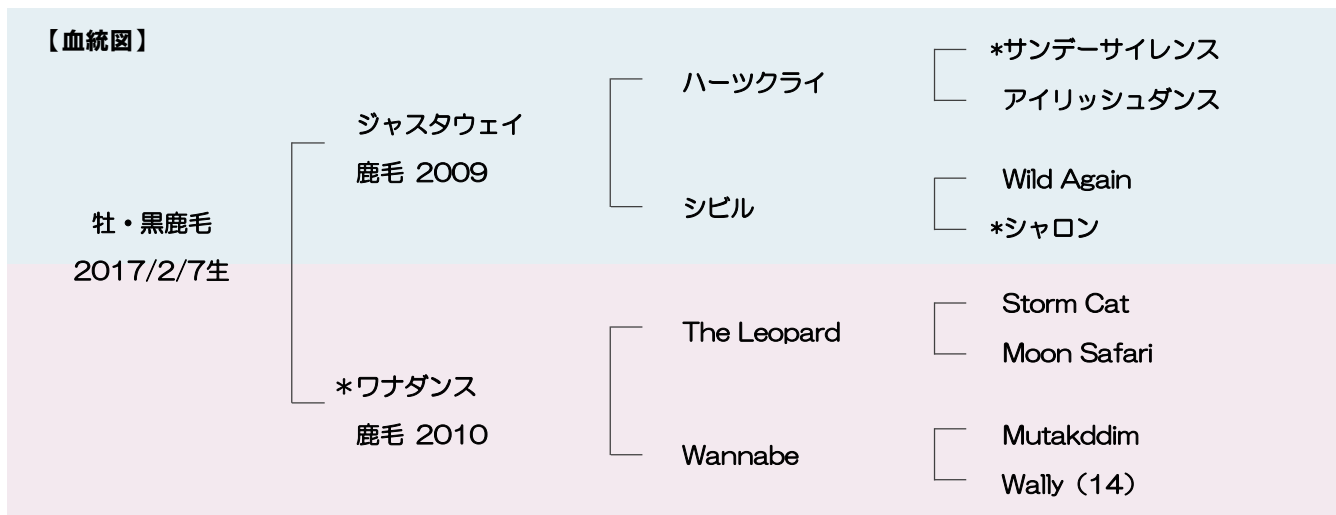 【血統図】
*サンデーサイレンス
ハーツクライ
アイリッシュダンス
ジャスタウェイ
鹿毛 2009
Wild Again
シビル
*シャロン
牡・黒鹿毛
2017/2/7生
Storm Cat
The Leopard
Moon Safari
*ワナダンス
鹿毛 2010
Mutakddim
Wannabe
Wally（14）